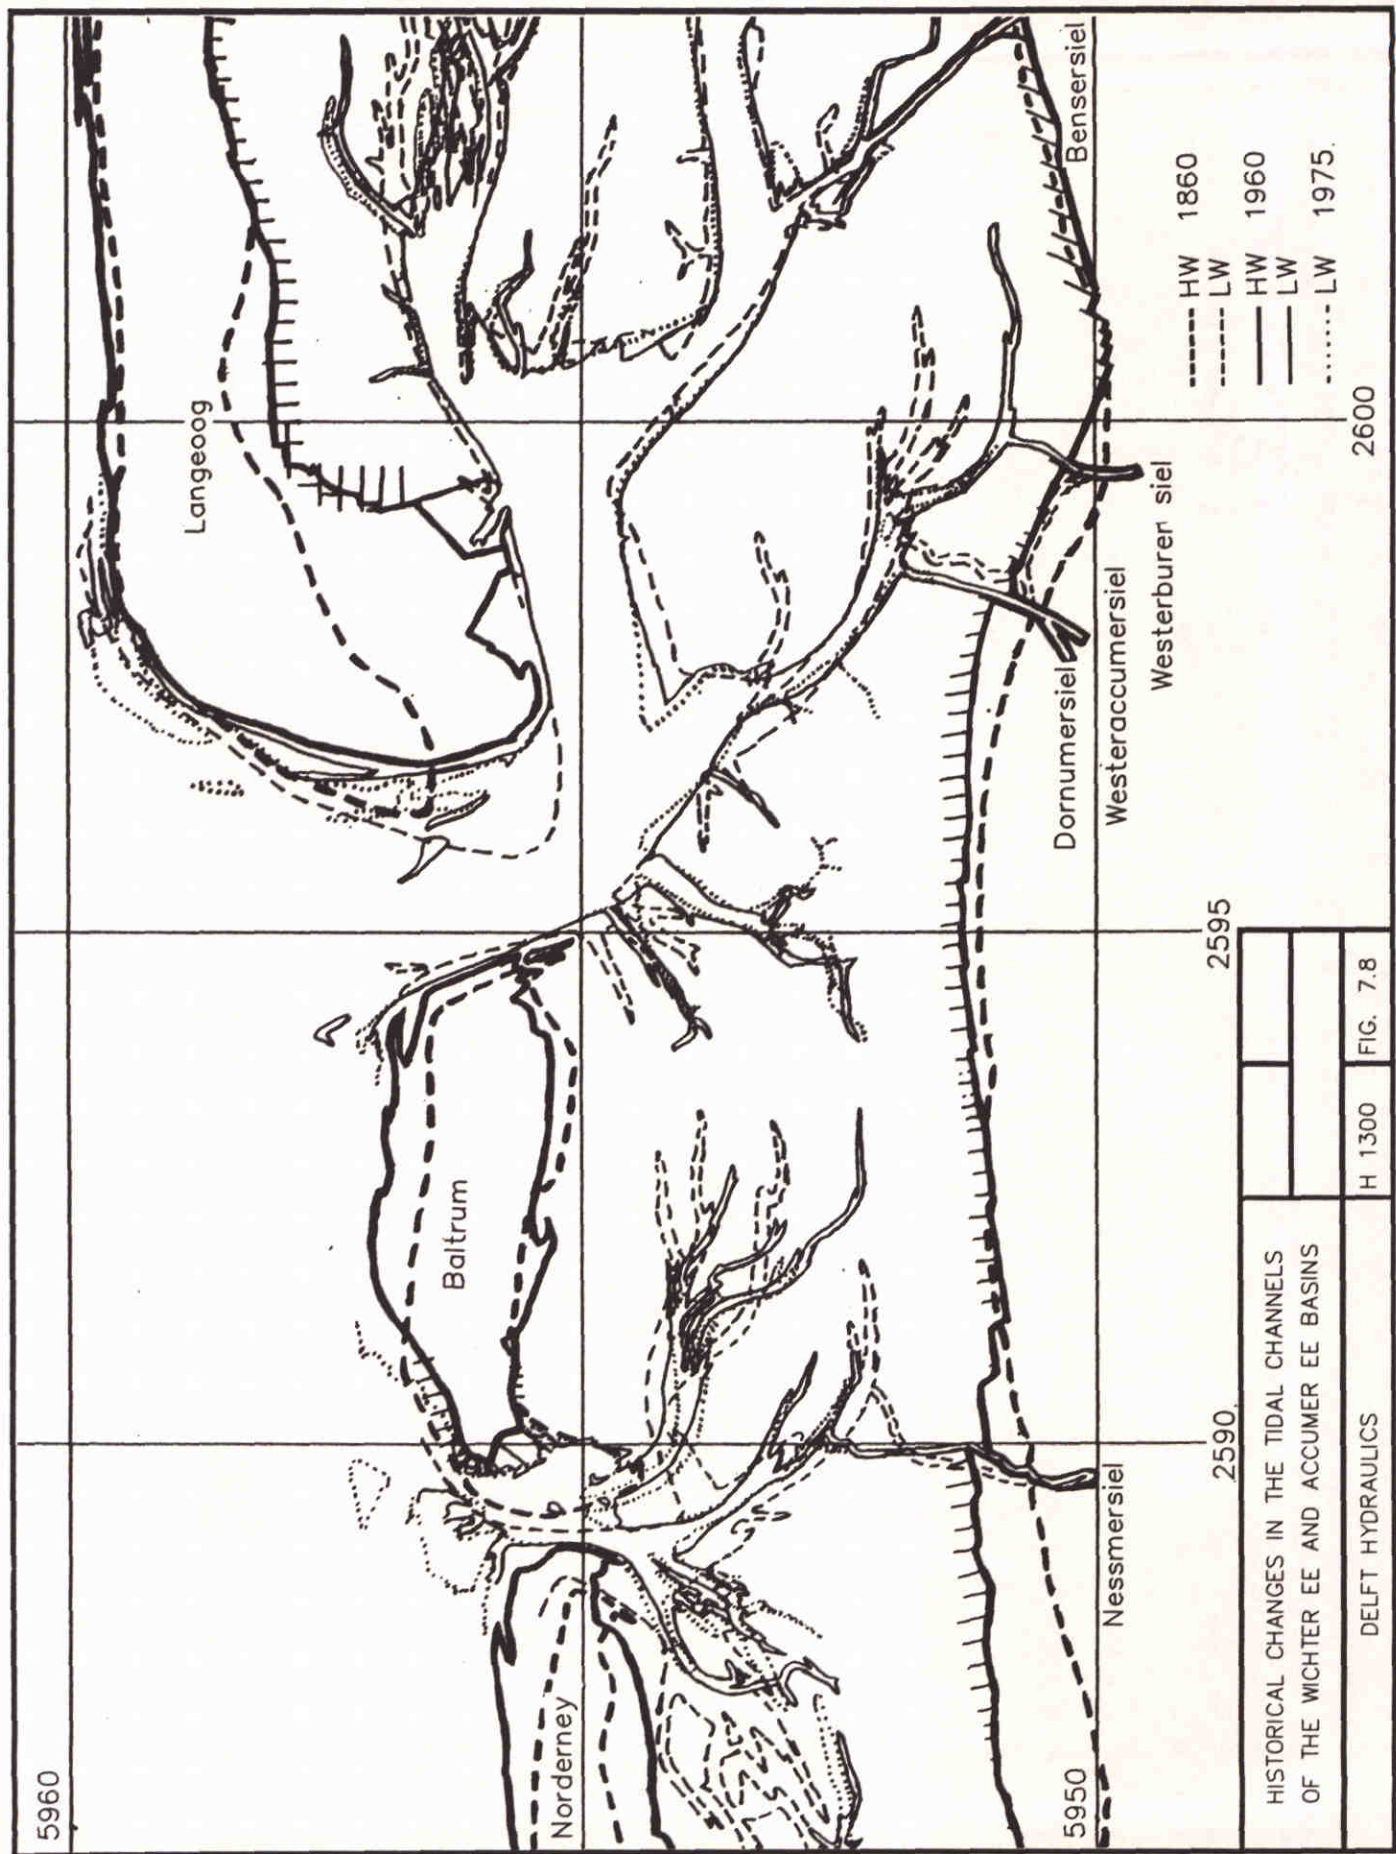 5960
Langeoog
Baltrum
Norderney
Bensersiel
Dornumersiel
Westeraccumersiel
Westerburen siel
Nessmersiel
5950
2590.
2595
2600
HW 1860
LW
HW 1960
LW
LW 1975.
HISTORICAL CHANGES IN THE TIDAL CHANNELS
OF THE WICHTER EE AND ACCUMER EE BASINS
DELFT HYDRAULICS
H 1300
FIG. 7.8